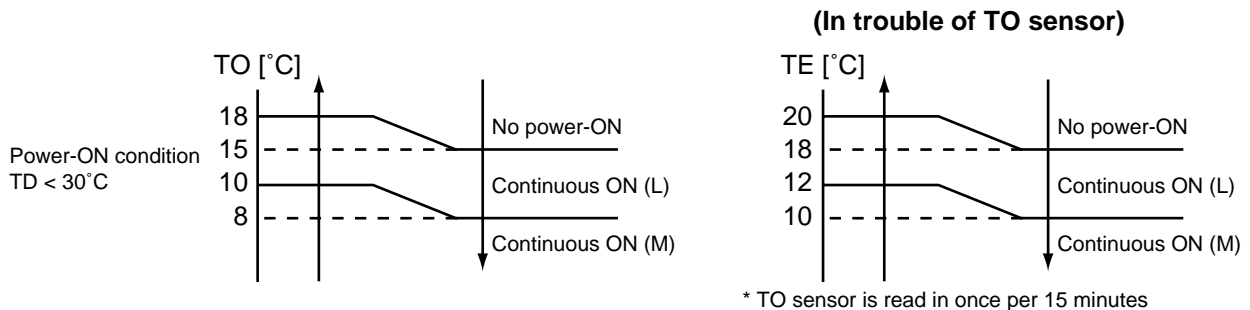 (In trouble of TO sensor)
TO [˚C]
18
15
10
8
Power-ON condition
TD < 30˚C
No power-ON
Continuous ON (L)
Continuous ON (M)
TE [˚C]
20
18
12
10
No power-ON
Continuous ON (L)
Continuous ON (M)
* TO sensor is read in once per 15 minutes